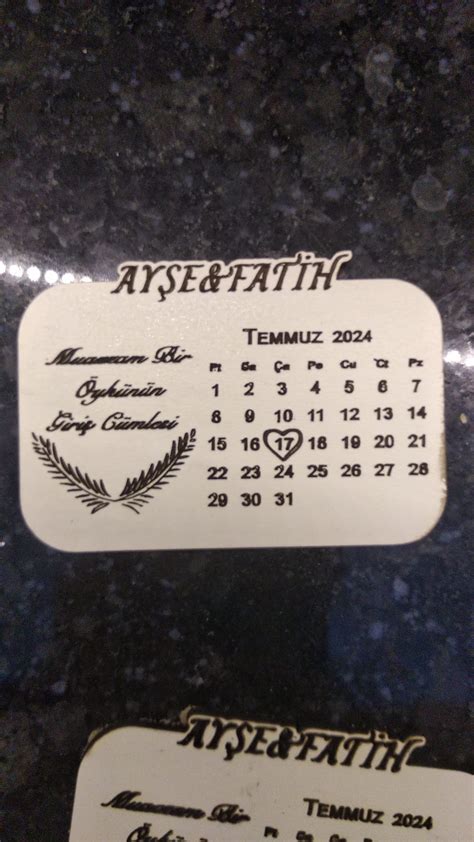 AYŞE&FATİH
TEMMUZ 2024
Muazzam Bir
Öykünün
Giriş Cümlesi
Pt Sa Ça Pe Cu Ct Pz
1 2 3 4 5 6 7
8 9 10 11 12 13 14
15 16 17 18 19 20 21
22 23 24 25 26 27 28
29 30 31
AYŞE&FATİH
Muazzam Bir
TEMMUZ 2024
Öykünün
Pt